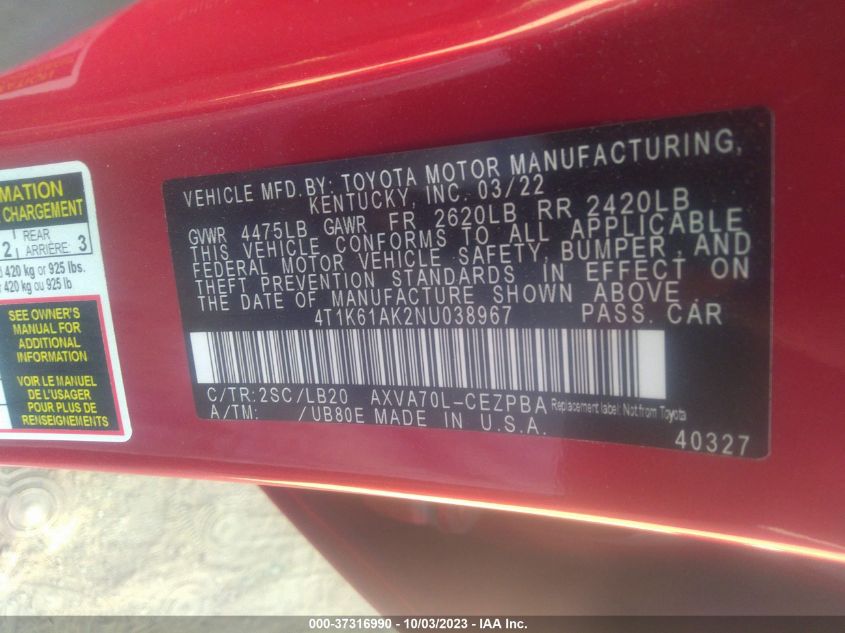 MATION
CHARGEMENT
2 REAR ARRIÈRE: 3
420 kg or 925 lbs.
420 kg ou 925 lb
SEE OWNER'S
MANUAL FOR
ADDITIONAL
INFORMATION
VOIR LE MANUEL
DE L'USAGER
POUR PLUS DE
RENSEIGNEMENTS
VEHICLE MFD. BY: TOYOTA MOTOR MANUFACTURING,
KENTUCKY, INC. 03/22
GVWR 4475LB GAWR FR 2620LB RR 2420LB
THIS VEHICLE CONFORMS TO ALL APPLICABLE
FEDERAL MOTOR VEHICLE SAFETY, BUMPER, AND
THEFT PREVENTION STANDARDS IN EFFECT ON
THE DATE OF MANUFACTURE SHOWN ABOVE.
4T1K61AK2NU038967 PASS. CAR
C/TR:2SC/LB20 AXVA70L-CEZPBA Replacement label: Not from Toyota
A/TM: /UB80E MADE IN U.S.A.
40327
000-37316990 - 10/03/2023 - IAA Inc.